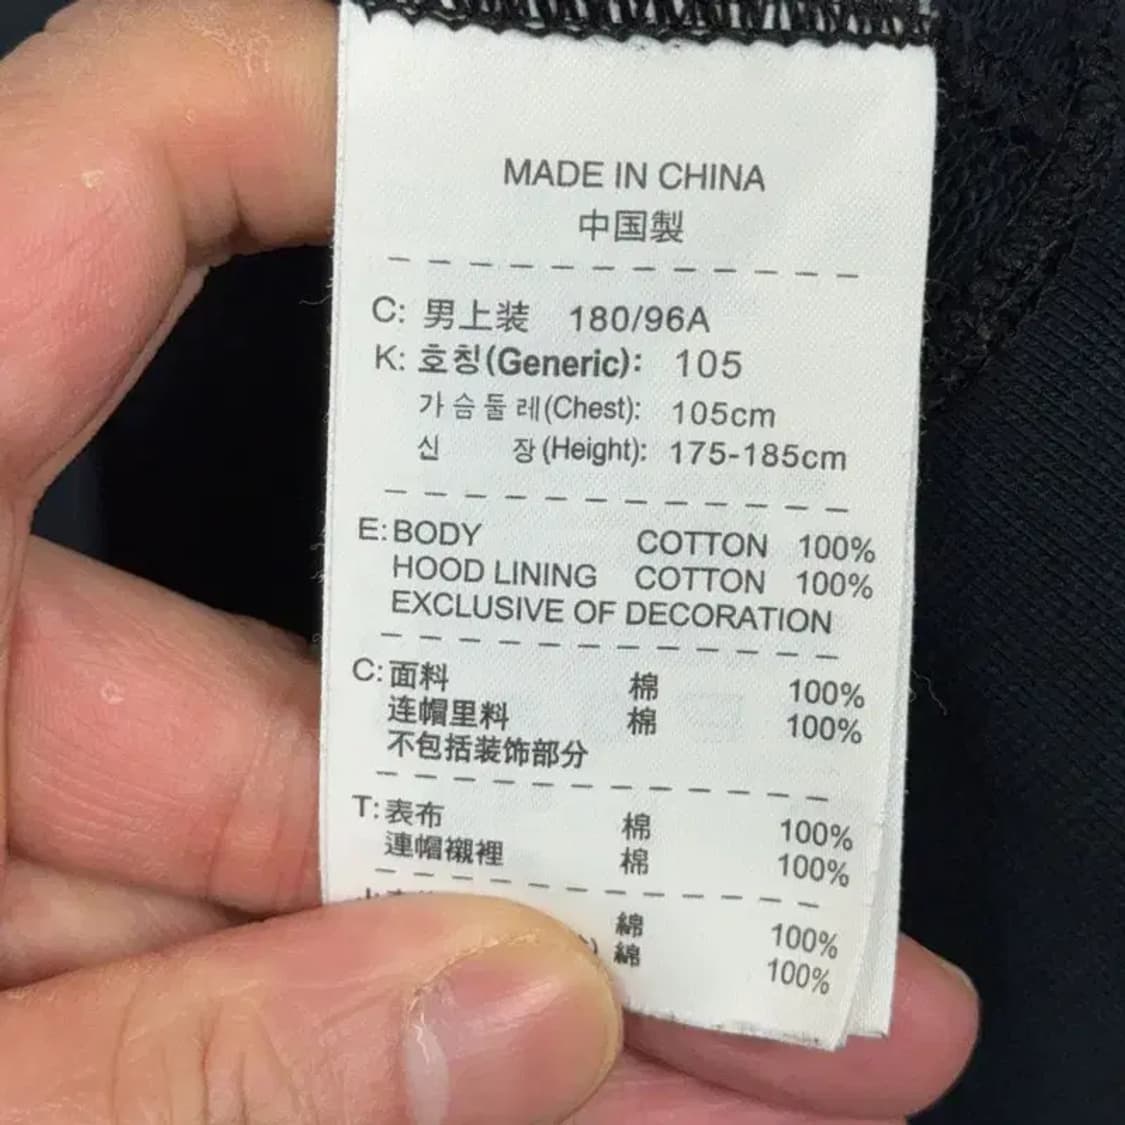 MADE IN CHINA
中国製
C: 男上装 180/96A
K: 호칭(Generic): 105
가슴둘레(Chest): 105cm
신 장(Height): 175-185cm
E: BODY COTTON 100%
HOOD LINING COTTON 100%
EXCLUSIVE OF DECORATION
C: 面料 棉 100%
连帽里料 棉 100%
不包括装饰部分
T: 表布 棉 100%
連帽襯裡 棉 100%
綿 100%
綿 100%